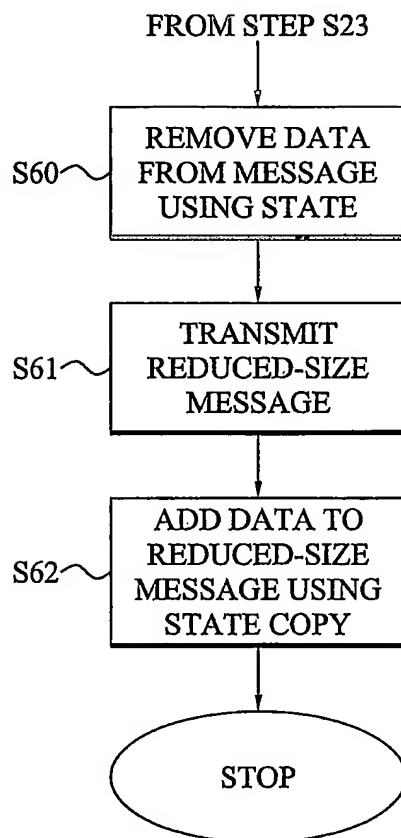 FROM STEP S23
S60
REMOVE DATA
FROM MESSAGE
USING STATE
S61
TRANSMIT
REDUCED-SIZE
MESSAGE
S62
ADD DATA TO
REDUCED-SIZE
MESSAGE USING
STATE COPY
STOP